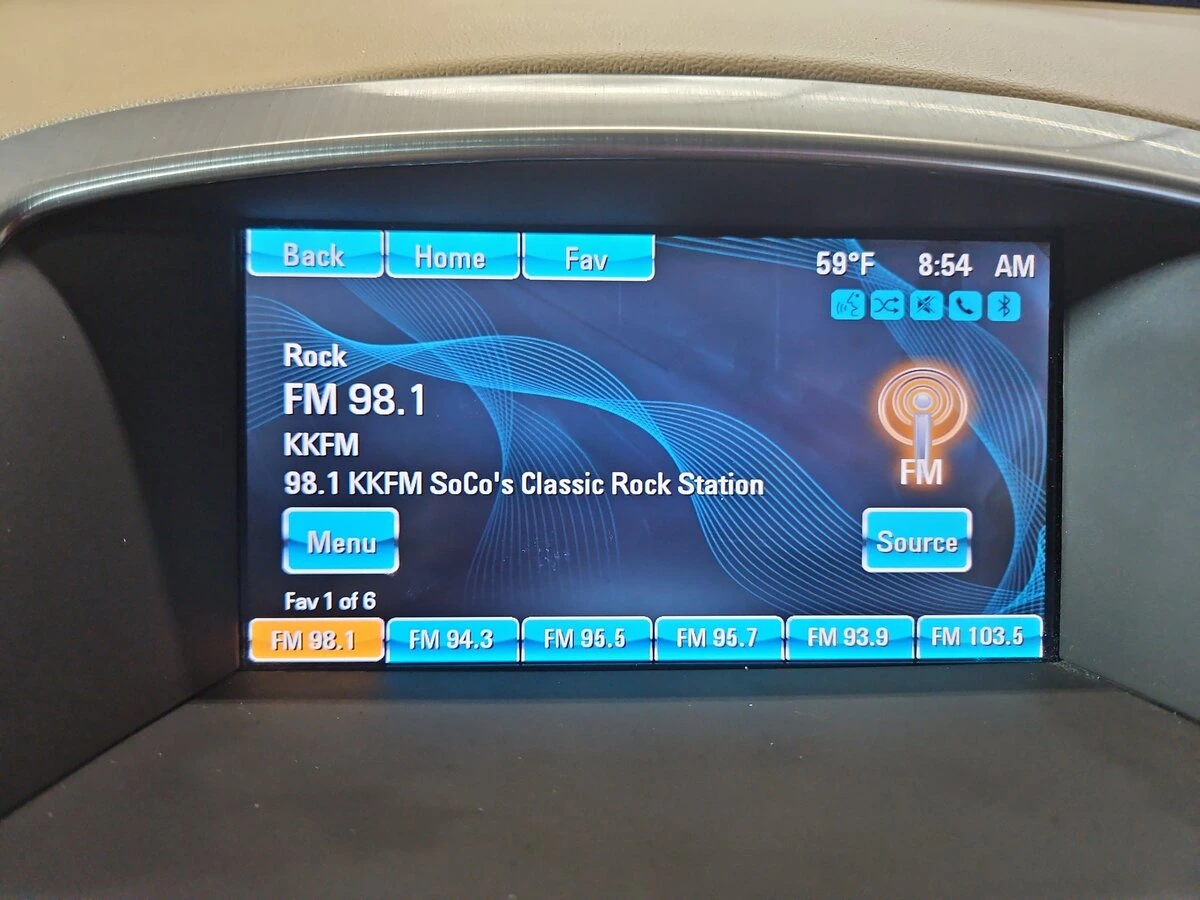 Back Home Fav 59°F 8:54 AM
Rock
FM 98.1
KKFM
98.1 KKFM SoCo's Classic Rock Station
FM
Menu Source
Fav 1 of 6
FM 98.1 FM 94.3 FM 95.5 FM 95.7 FM 93.9 FM 103.5